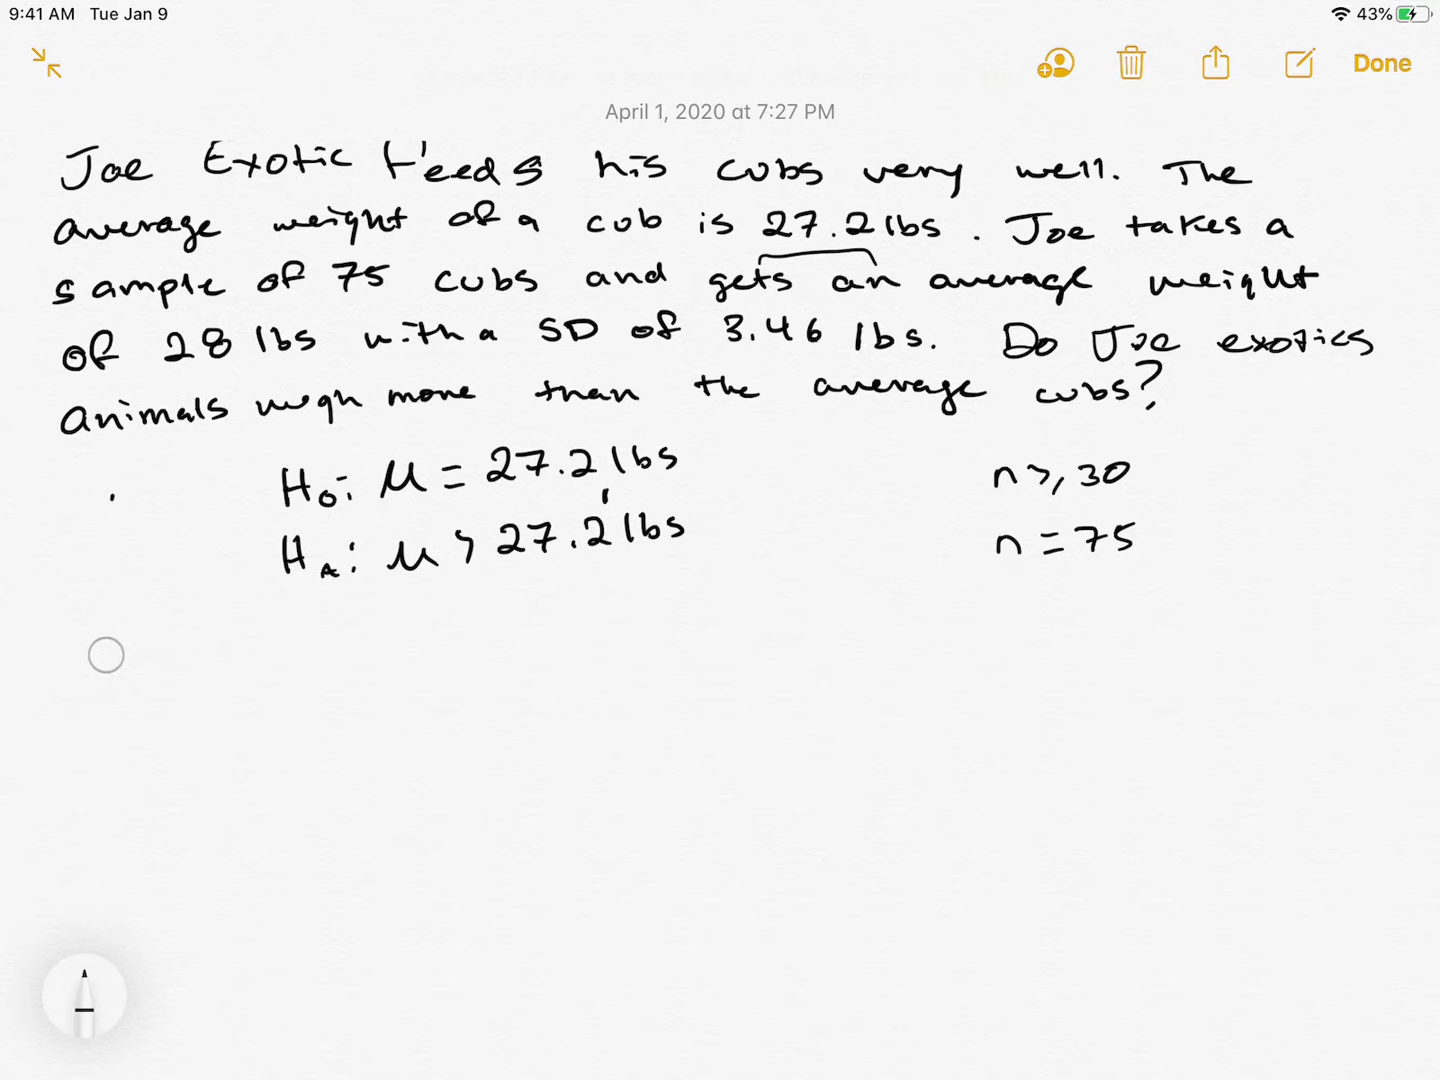 9:41 AM Tue Jan 9
43%
Done
April 1, 2020 at 7:27 PM
Joe Exotic feeds his cubs very well. The
average weight of a cub is 27.2 lbs. Joe takes a
sample of 75 cubs and gets an average weight
of 28 lbs with a SD of 3.46 lbs. Do Joe exotics
animals wegh more than the average cubs?
H₀: μ = 27.2 lbs
n ≥ 30
H_A: μ > 27.2 lbs
n = 75